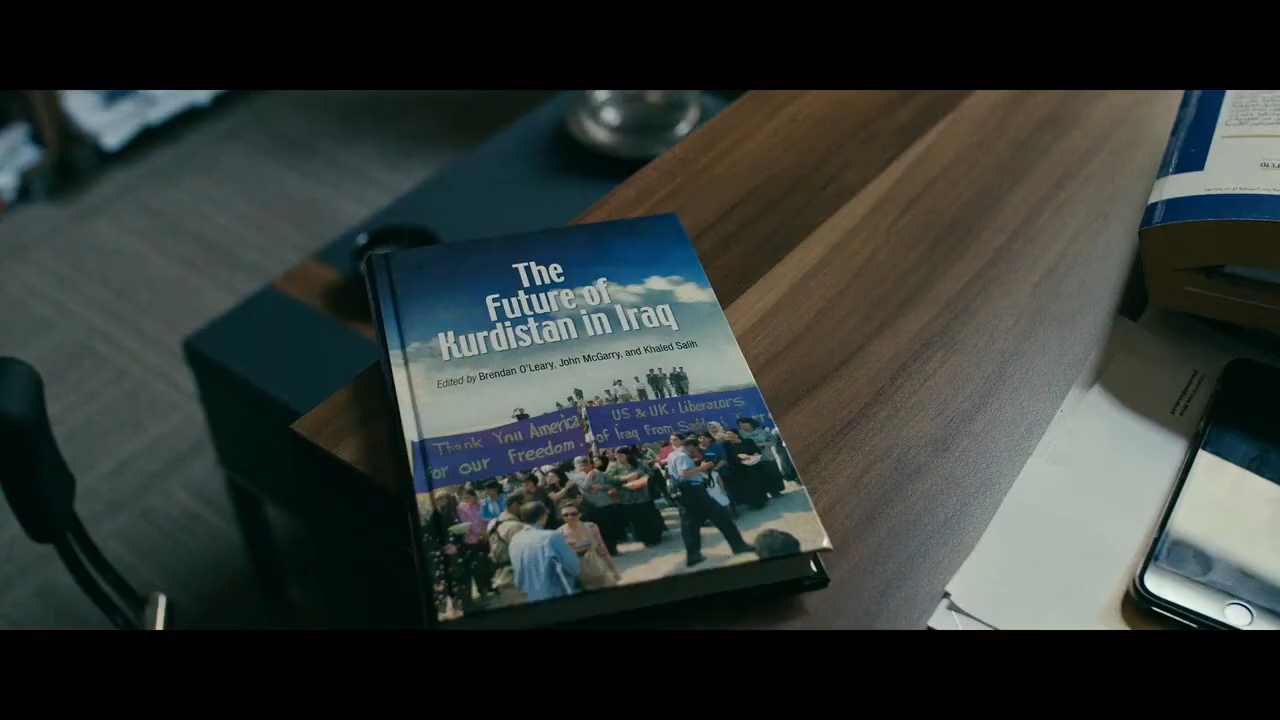 The
Future of
Kurdistan in Iraq
Edited by Brendan O'Leary, John McGarry, and Khaled Salih
Thank You America
for our Freedom.
US & UK. Liberators
of Iraq From